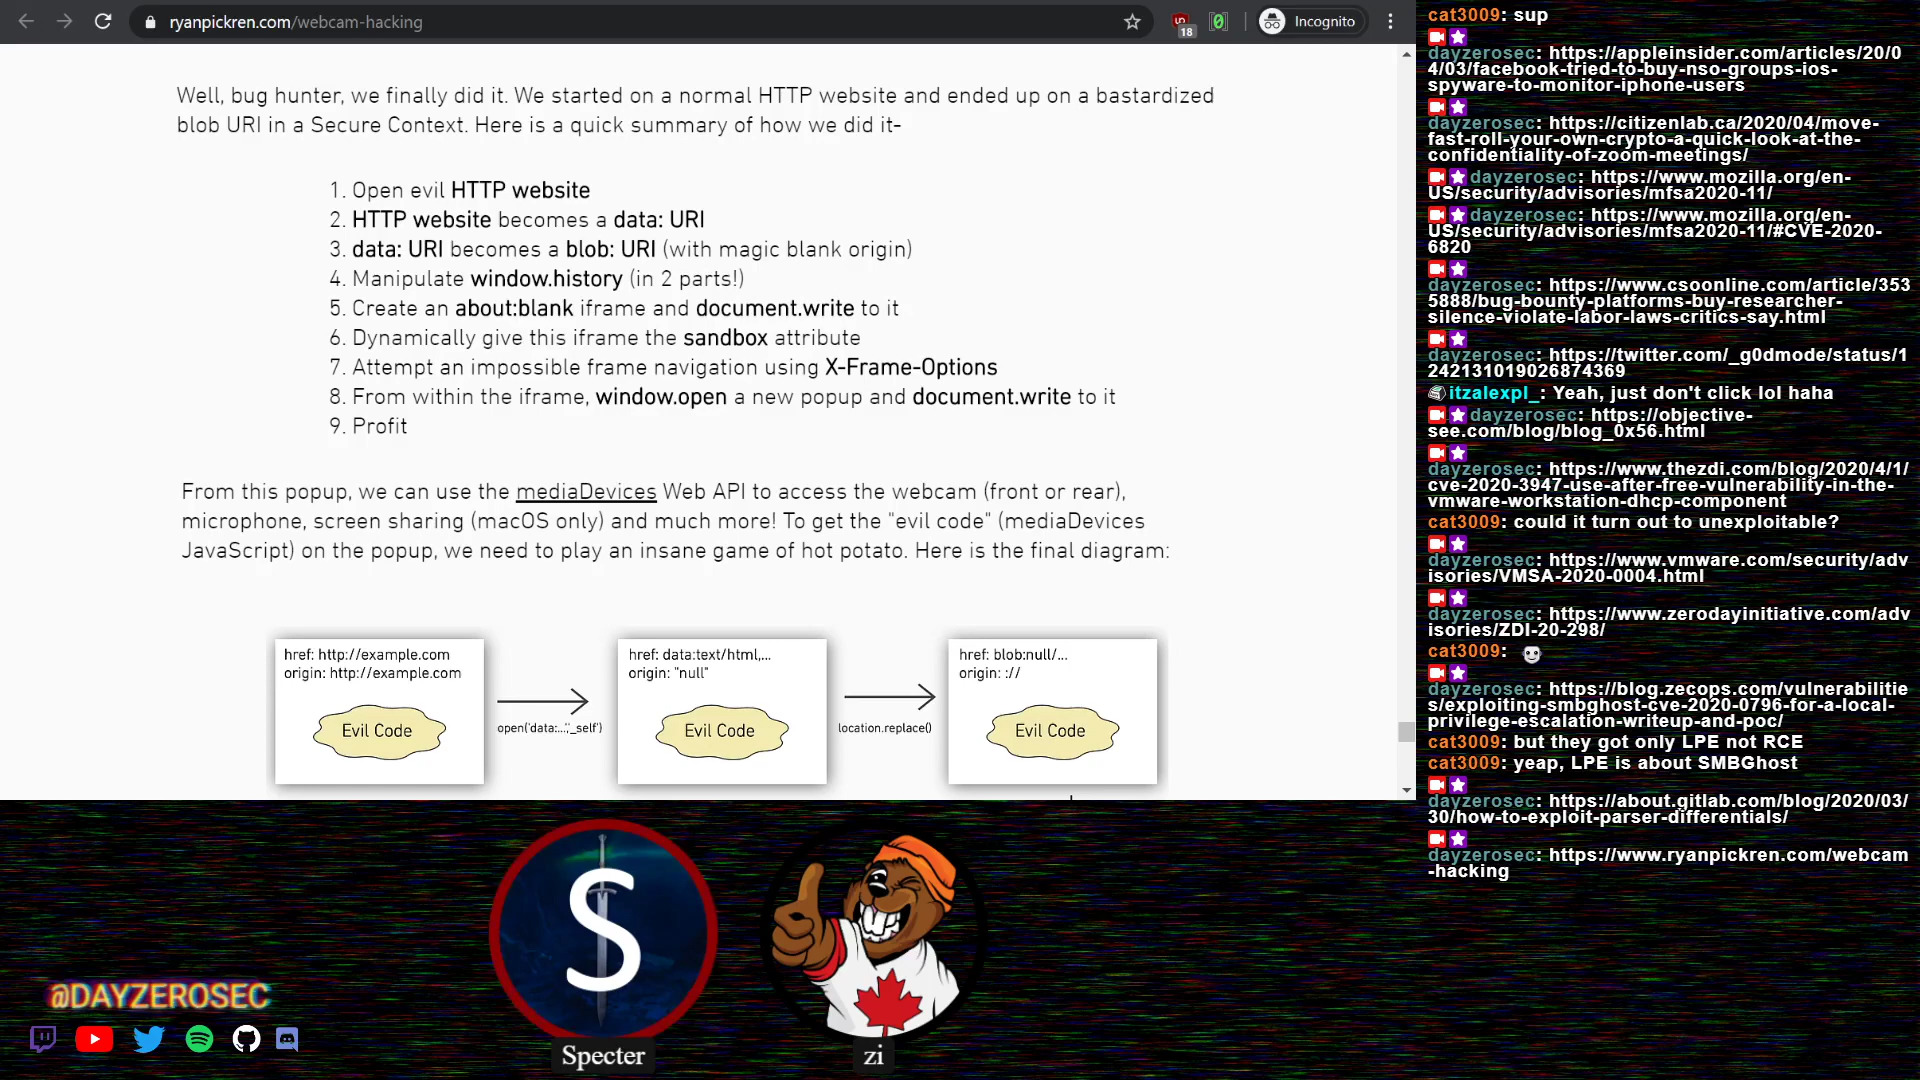 ryanpickren.com/webcam-hacking
18
Incognito
Well, bug hunter, we finally did it. We started on a normal HTTP website and ended up on a bastardized
blob URI in a Secure Context. Here is a quick summary of how we did it-
1. Open evil HTTP website
2. HTTP website becomes a data: URI
3. data: URI becomes a blob: URI (with magic blank origin)
4. Manipulate window.history (in 2 parts!)
5. Create an about:blank iframe and document.write to it
6. Dynamically give this iframe the sandbox attribute
7. Attempt an impossible frame navigation using X-Frame-Options
8. From within the iframe, window.open a new popup and document.write to it
9. Profit
From this popup, we can use the mediaDevices Web API to access the webcam (front or rear),
microphone, screen sharing (macOS only) and much more! To get the "evil code" (mediaDevices
JavaScript) on the popup, we need to play an insane game of hot potato. Here is the final diagram:
href: http://example.com
origin: http://example.com
Evil Code
open('data:...','_self')
href: data:text/html,...
origin: "null"
Evil Code
location.replace()
href: blob:null/...
origin: ://
Evil Code
cat3009: sup
dayzerosec: https://appleinsider.com/articles/20/0
4/03/facebook-tried-to-buy-nso-groups-ios-
spyware-to-monitor-iphone-users
dayzerosec: https://citizenlab.ca/2020/04/move-
fast-roll-your-own-crypto-a-quick-look-at-the-
confidentiality-of-zoom-meetings/
dayzerosec: https://www.mozilla.org/en-
US/security/advisories/mfsa2020-11/
dayzerosec: https://www.mozilla.org/en-
US/security/advisories/mfsa2020-11/#CVE-2020-
6820
dayzerosec: https://www.csoonline.com/article/353
5888/bug-bounty-platforms-buy-researcher-
silence-violate-labor-laws-critics-say.html
dayzerosec: https://twitter.com/_g0dmode/status/1
242131019026874369
itzalexpl_: Yeah, just don't click lol haha
dayzerosec: https://objective-
see.com/blog/blog_0x56.html
dayzerosec: https://www.thezdi.com/blog/2020/4/1/
cve-2020-3947-use-after-free-vulnerability-in-the-
vmware-workstation-dhcp-component
cat3009: could it turn out to unexploitable?
dayzerosec: https://www.vmware.com/security/adv
isories/VMSA-2020-0004.html
dayzerosec: https://www.zerodayinitiative.com/adv
isories/ZDI-20-298/
cat3009:
dayzerosec: https://blog.zecops.com/vulnerabilitie
s/exploiting-smbghost-cve-2020-0796-for-a-local-
privilege-escalation-writeup-and-poc/
cat3009: but they got only LPE not RCE
cat3009: yeap, LPE is about SMBGhost
dayzerosec: https://about.gitlab.com/blog/2020/03/
30/how-to-exploit-parser-differentials/
dayzerosec: https://www.ryanpickren.com/webcam
-hacking
@DAYZEROSEC
S
Specter
zi